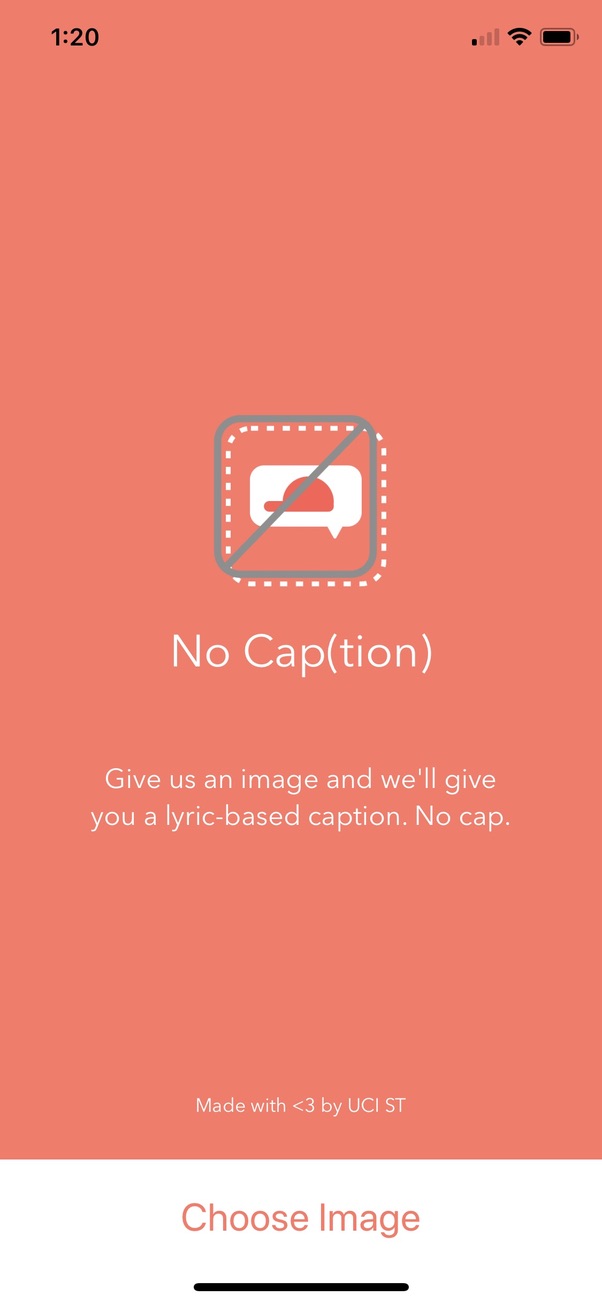 1:20
No Cap(tion)
Give us an image and we'll give
you a lyric-based caption. No cap.
Made with <3 by UCI ST
Choose Image